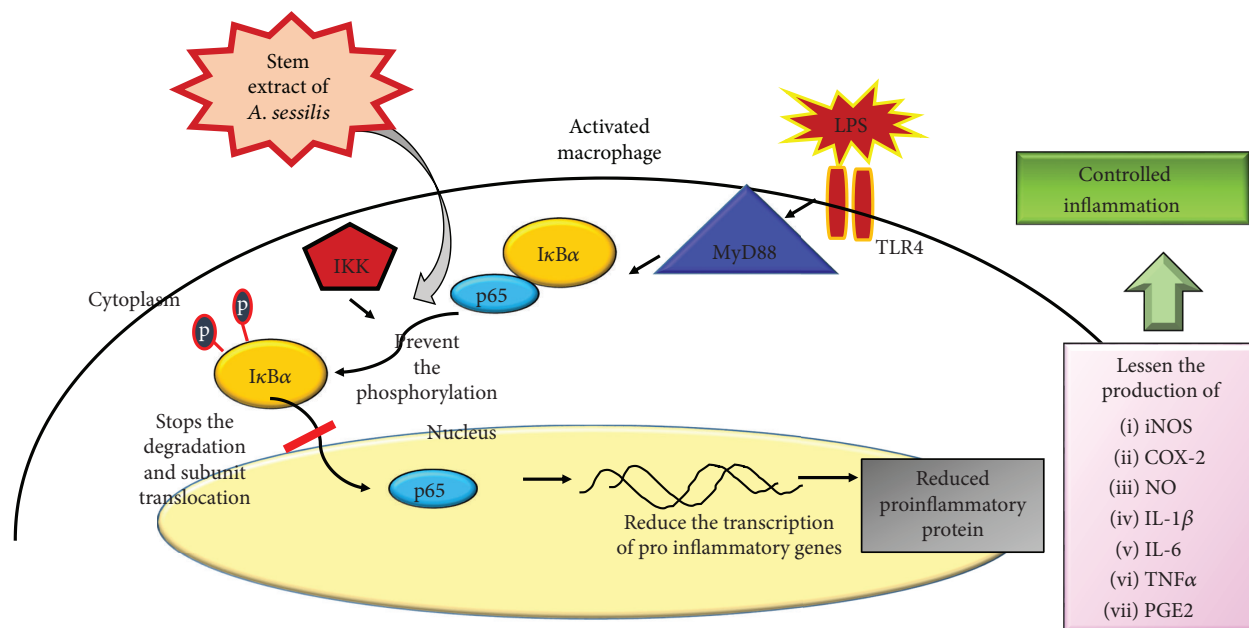 Stem
extract of
A. sessilis
Activated
macrophage
LPS
TLR4
MyD88
Controlled
inflammation
IKK
IκBα
p65
Cytoplasm
p
p
IκBα
Prevent
the
phosphorylation
Stops the
degradation
and subunit
translocation
Nucleus
p65
Reduce the transcription
of pro inflammatory genes
Reduced
proinflammatory
protein
Lessen the
production of
(i) iNOS
(ii) COX-2
(iii) NO
(iv) IL-1β
(v) IL-6
(vi) TNFα
(vii) PGE2